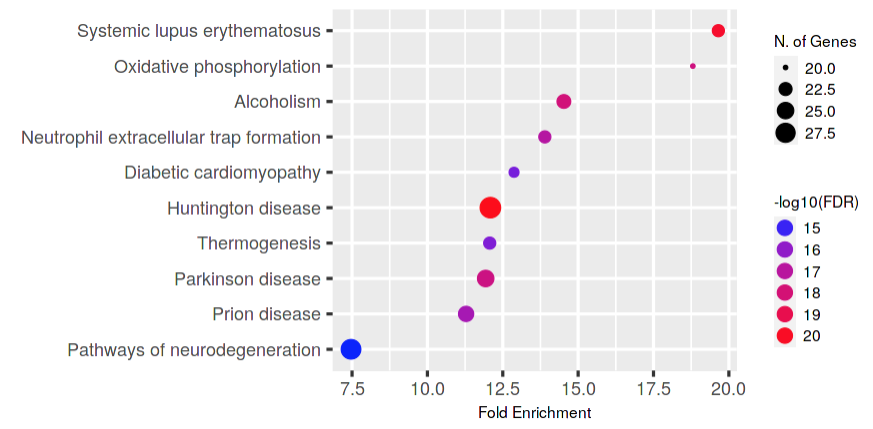 Systemic lupus erythematosus
Oxidative phosphorylation
Alcoholism
Neutrophil extracellular trap formation
Diabetic cardiomyopathy
Huntington disease
Thermogenesis
Parkinson disease
Prion disease
Pathways of neurodegeneration
7.5 10.0 12.5 15.0 17.5 20.0
Fold Enrichment
N. of Genes
20.0
22.5
25.0
27.5
-log10(FDR)
15
16
17
18
19
20